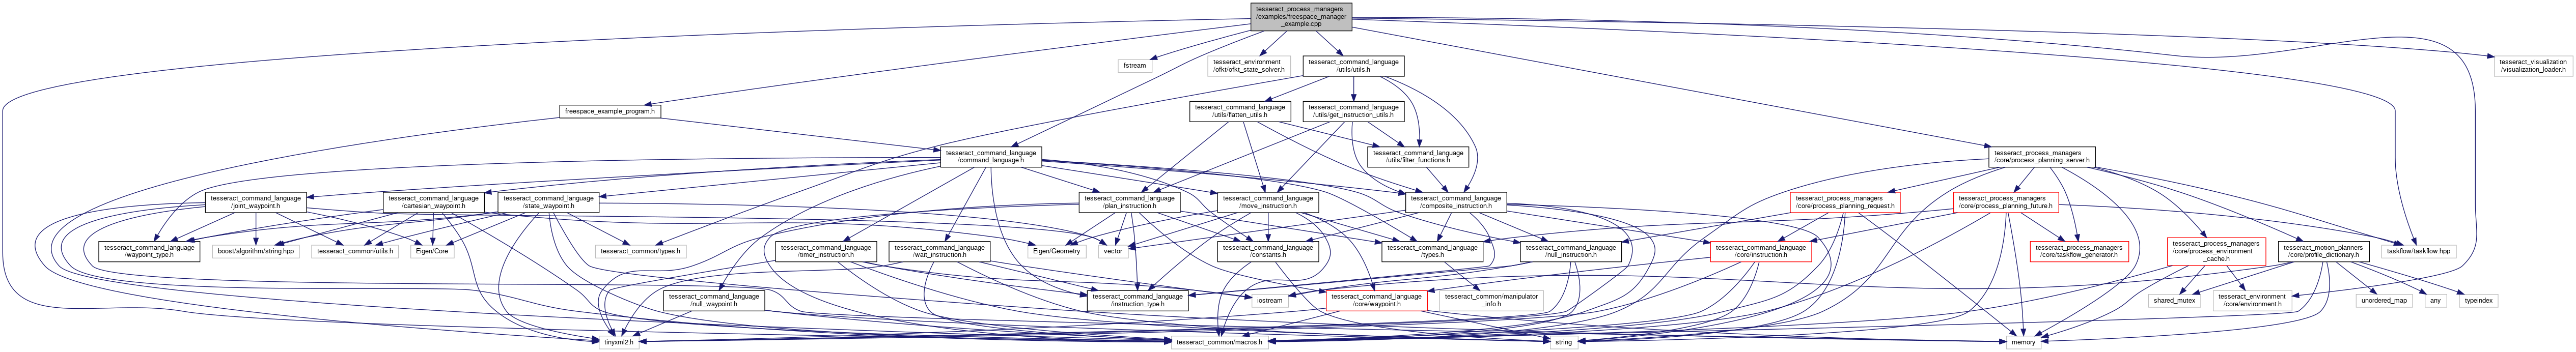 tesseract_process_managers
/examples/freespace_manager
_example.cpp
fstream
tesseract_environment
/ofkt/ofkt_state_solver.h
tesseract_command_language
/utils/utils.h
tesseract_visualization
/visualization_loader.h
freespace_example_program.h
tesseract_command_language
/utils/flatten_utils.h
tesseract_command_language
/utils/get_instruction_utils.h
tesseract_command_language
/command_language.h
tesseract_command_language
/utils/filter_functions.h
tesseract_process_managers
/core/process_planning_server.h
tesseract_command_language
/joint_waypoint.h
tesseract_command_language
/cartesian_waypoint.h
tesseract_command_language
/state_waypoint.h
tesseract_command_language
/plan_instruction.h
tesseract_command_language
/move_instruction.h
tesseract_command_language
/composite_instruction.h
tesseract_process_managers
/core/process_planning_request.h
tesseract_process_managers
/core/process_planning_future.h
tesseract_command_language
/waypoint_type.h
boost/algorithm/string.hpp
tesseract_common/utils.h
Eigen/Core
tesseract_common/types.h
tesseract_command_language
/timer_instruction.h
tesseract_command_language
/wait_instruction.h
Eigen/Geometry
vector
tesseract_command_language
/constants.h
tesseract_command_language
/types.h
tesseract_command_language
/null_instruction.h
tesseract_command_language
/core/instruction.h
tesseract_process_managers
/core/taskflow_generator.h
tesseract_process_managers
/core/process_environment
_cache.h
tesseract_motion_planners
/core/profile_dictionary.h
taskflow/taskflow.hpp
tesseract_command_language
/null_waypoint.h
tesseract_command_language
/instruction_type.h
iostream
tesseract_command_language
/core/waypoint.h
tesseract_common/manipulator
_info.h
shared_mutex
tesseract_environment
/core/environment.h
unordered_map
any
typeindex
tinyxml2.h
tesseract_common/macros.h
string
memory